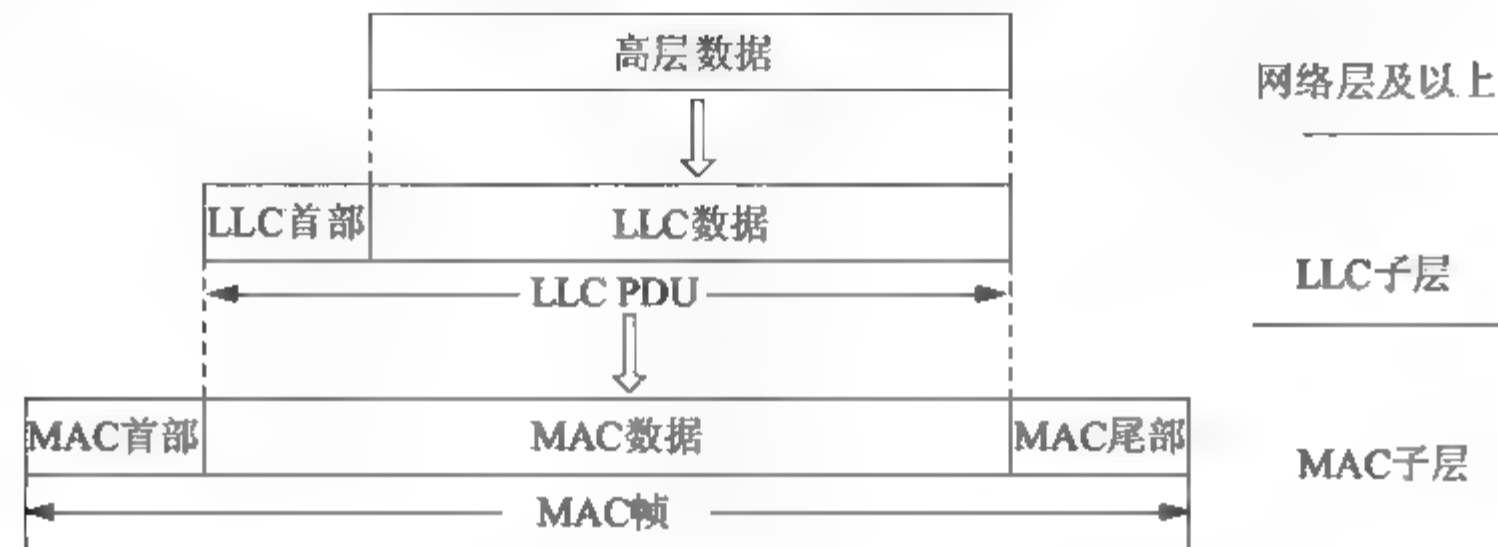 高层数据
网络层及以上
LLC首部
LLC数据
LLC子层
LLC PDU
MAC首部
MAC数据
MAC尾部
MAC子层
MAC帧